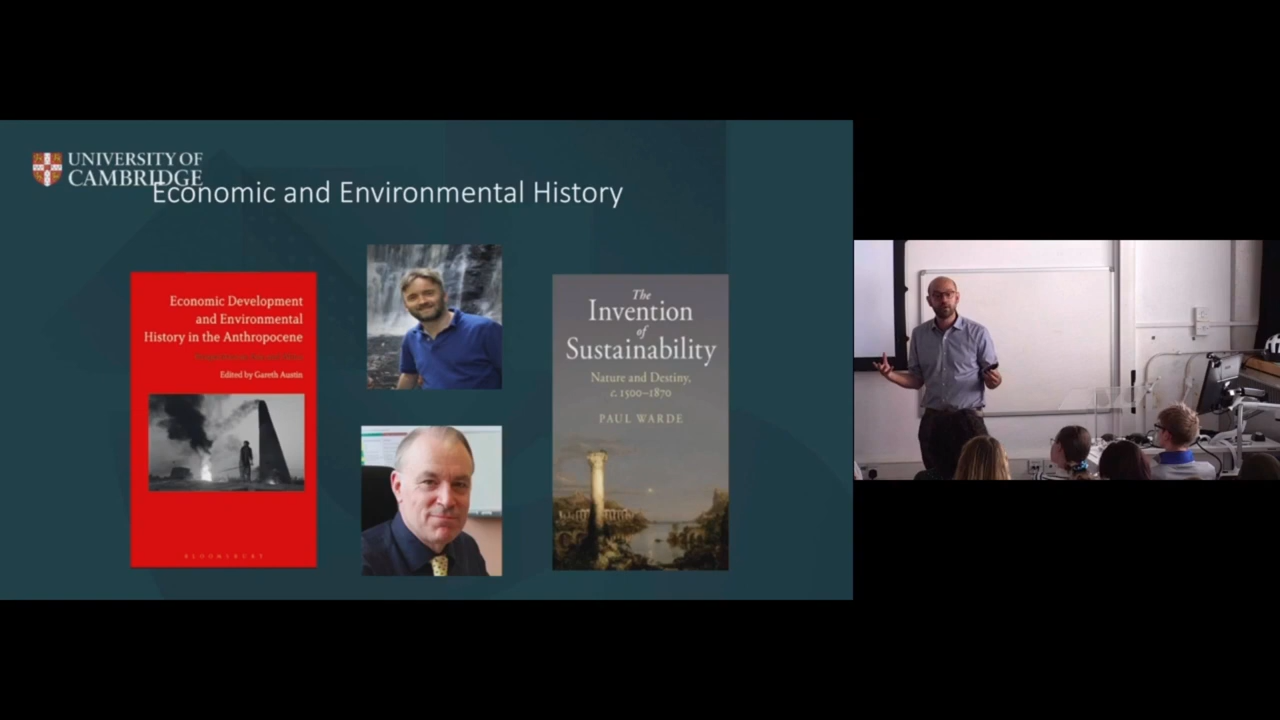 UNIVERSITY OF
CAMBRIDGE
Economic and Environmental History
Economic Development
and Environmental
History in the Anthropocene
Edited by Gareth Austin
BLOOMSBURY
The
Invention
of
Sustainability
Nature and Destiny,
c. 1500–1870
PAUL WARDE